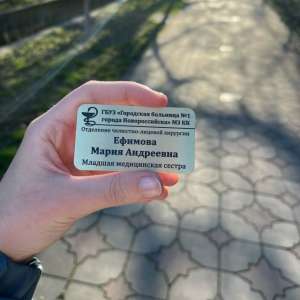 ГБУЗ «Городская больница №1
города Новороссийска» МЗ КК
Отделение челюстно-лицевой хирургии
Ефимова
Мария Андреевна
Младшая медицинская сестра